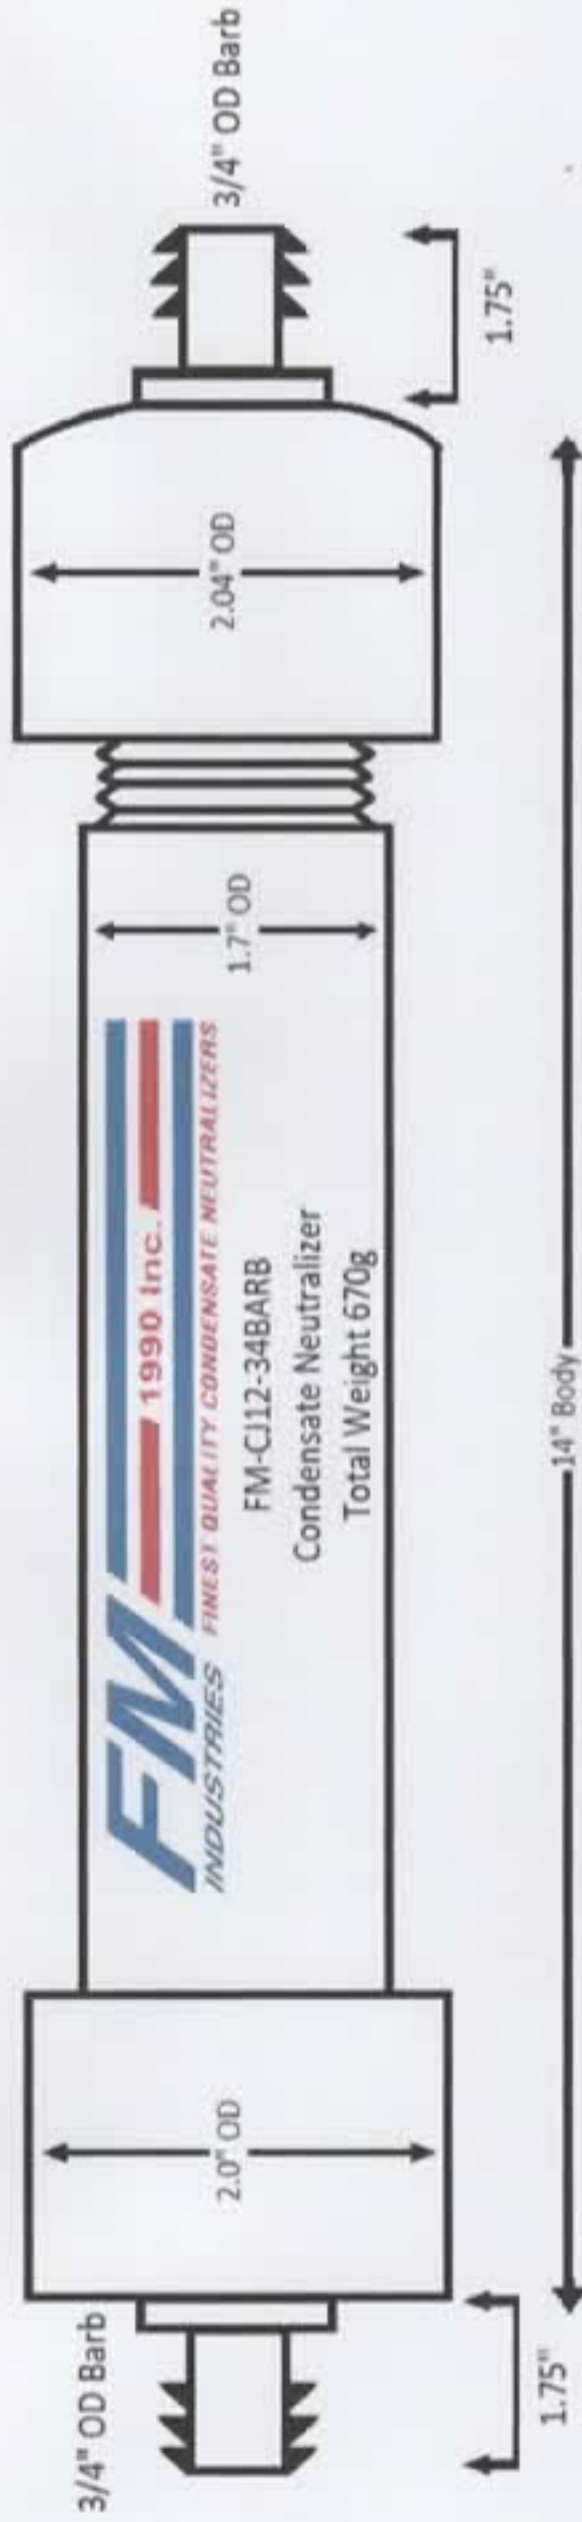 3/4" OD Barb
3/4" OD Barb
2.0" OD
1.7" OD
2.04" OD
FM
1990 Inc.
INDUSTRIES FINEST QUALITY CONDENSATE NEUTRALIZERS
FM-CJ12-34BARB
Condensate Neutralizer
Total Weight 670g
1.75"
1.75"
14" Body